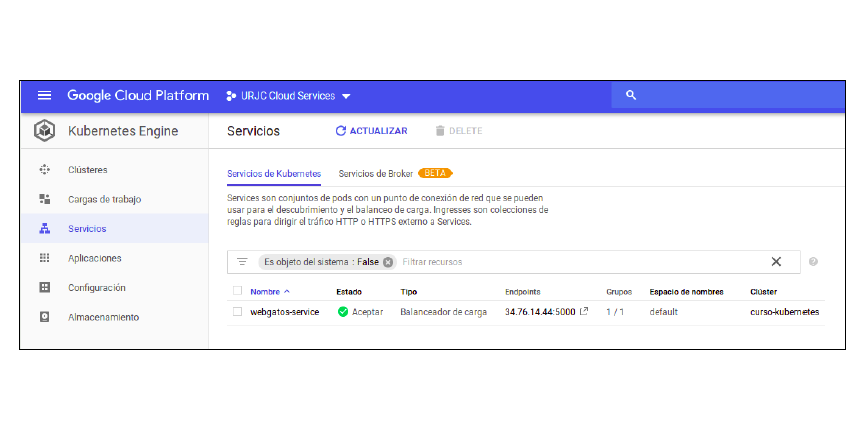 Google Cloud Platform
URJC Cloud Services
Kubernetes Engine
Servicios
ACTUALIZAR
DELETE
Clústeres
Cargas de trabajo
Servicios
Aplicaciones
Configuración
Almacenamiento
Servicios de Kubernetes
Servicios de Broker
BETA
Services son conjuntos de pods con un punto de conexión de red que se pueden
usar para el descubrimiento y el balanceo de carga. Ingresses son colecciones de
reglas para dirigir el tráfico HTTP o HTTPS externo a Services.
Es objeto del sistema : False
Filtrar recursos
Nombre Estado Tipo Endpoints Grupos Espacio de nombres Clúster
webgatos-service Aceptar Balanceador de carga 34.76.14.44:5000 1 / 1 default curso-kubernetes